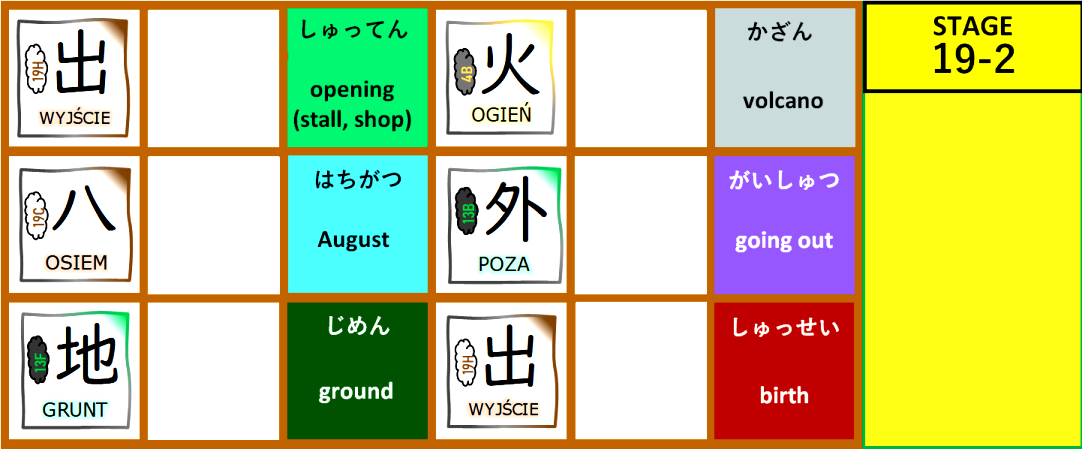 19H
出
WYJŚCIE
しゅってん
opening
(stall, shop)
4B
火
OGIEŃ
かざん
volcano
STAGE
19-2
19C
八
OSIEM
はちがつ
August
13B
外
POZA
がいしゅつ
going out
13F
地
GRUNT
じめん
ground
19H
出
WYJŚCIE
しゅっせい
birth